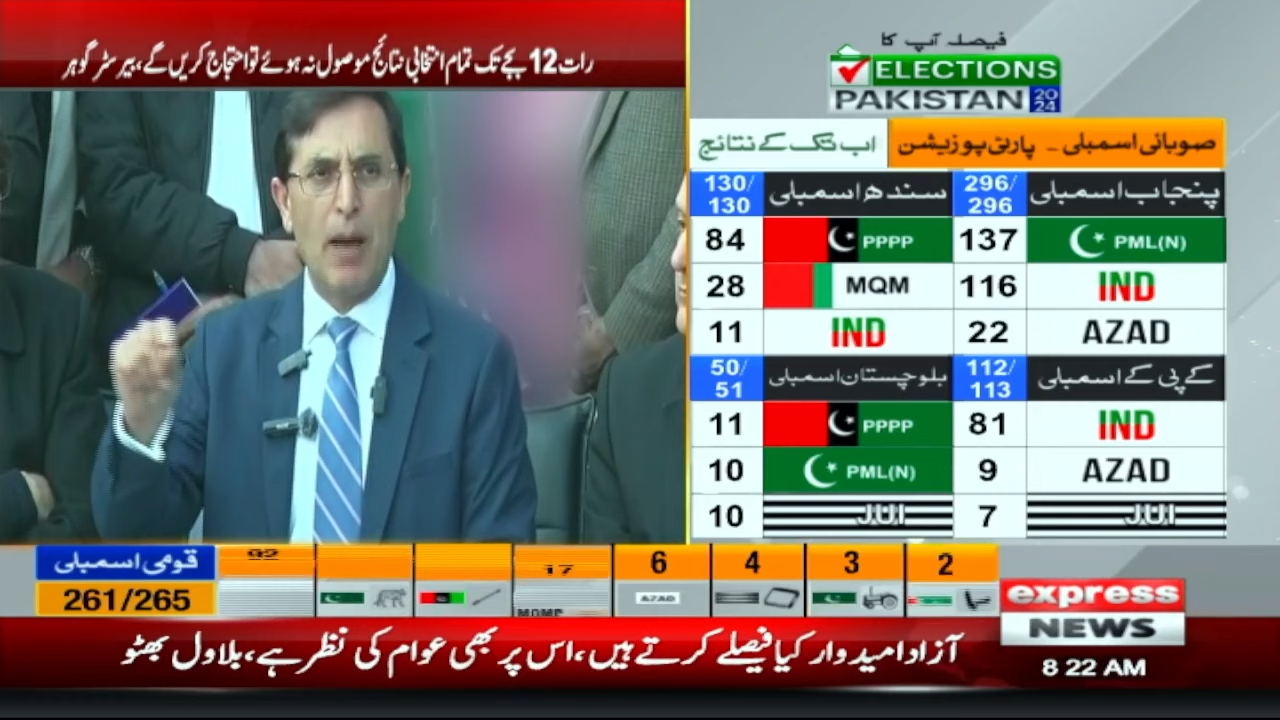 رات 12 بجے تک تمام انتخابی نتائج موصول نہ ہوئے تو احتجاج کریں گے، بیرسٹر گوہر
فیصلہ آپ کا
ELECTIONS
PAKISTAN 2024
صوبائی اسمبلی - پارٹی پوزیشن
اب تک کے نتائج
پنجاب اسمبلی 296/296
PML(N) 137
IND 116
AZAD 22
سندھ اسمبلی 130/130
PPPP 84
MQM 28
IND 11
کے پی کے اسمبلی 112/113
IND 81
AZAD 9
JUI 7
بلوچستان اسمبلی 50/51
PPPP 11
PML(N) 10
JUI 10
قومی اسمبلی
261/265
92
17
MQMP
6
AZAD
4
3
2
express
NEWS
8:22 AM
آزاد امیدوار کیا فیصلے کرتے ہیں، اس پر بھی عوام کی نظر ہے، بلاول بھٹو